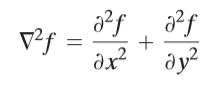 ∇²f = ∂²f/∂x² + ∂²f/∂y²